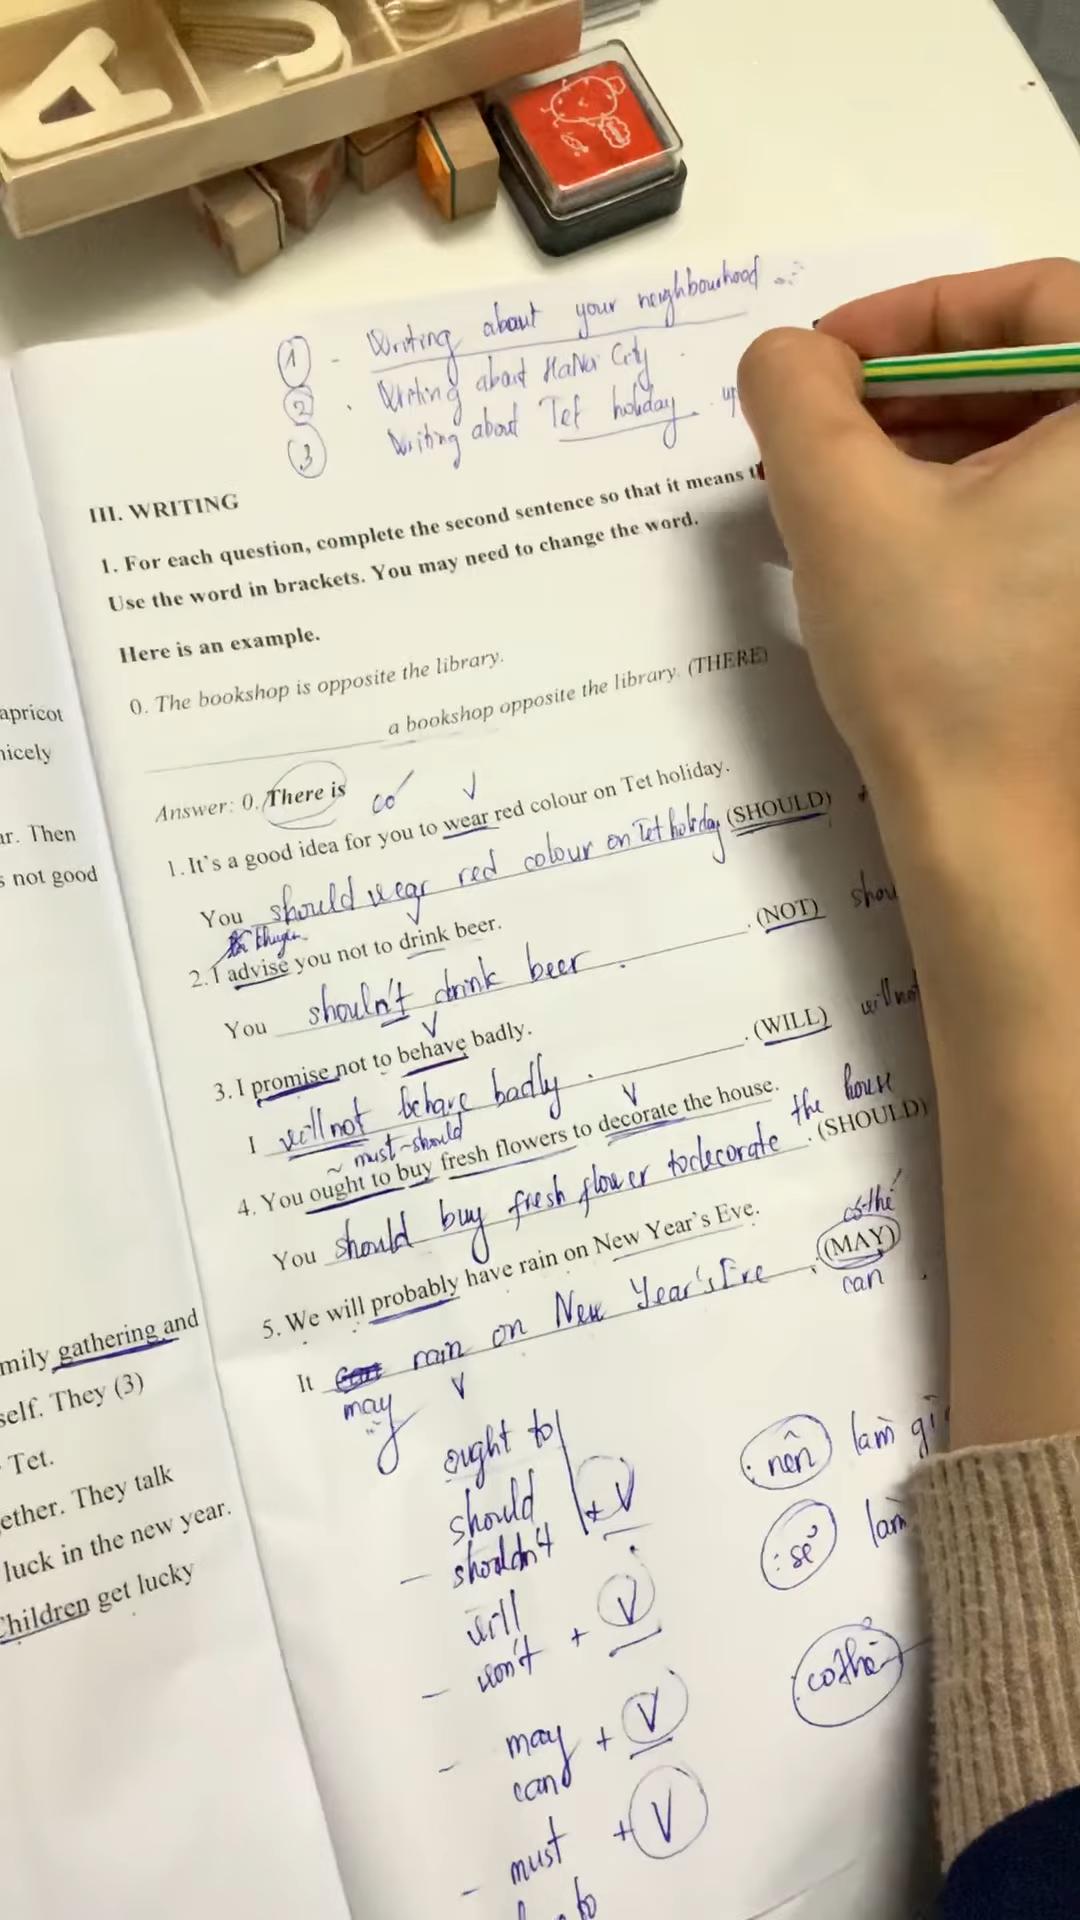 1 - Writing about your neighbourhood
2 . Writing about HaNoi City.
3 Writing about Tet holiday.
III. WRITING
1. For each question, complete the second sentence so that it means
Use the word in brackets. You may need to change the word.
Here is an example.
0. The bookshop is opposite the library.
a bookshop opposite the library. (THERE)
Answer: 0. There is
có V
1. It's a good idea for you to wear red colour on Tet holiday.
You should wear red colour on Tet holiday (SHOULD)
khuyên V
2. I advise you not to drink beer.
You shouln't drink beer . (NOT)
V
3. I promise not to behave badly.
I will not behave badly . (WILL) will not
~ must ~ should V
4. You ought to buy fresh flowers to decorate the house.
You should buy fresh flower to decorate the house . (SHOULD)
5. We will probably have rain on New Year's Eve.
có thể
It may rain on New Year's Eve . (MAY)
can
V
ought to
should + V
- shouldn't
: nên làm gì
will
- won't + V
: sẽ làm
- may + V
can
: có thể
- must + V
apricot
nicely
ar. Then
s not good
mily gathering and
self. They (3)
Tet.
ether. They talk
luck in the new year.
Children get lucky